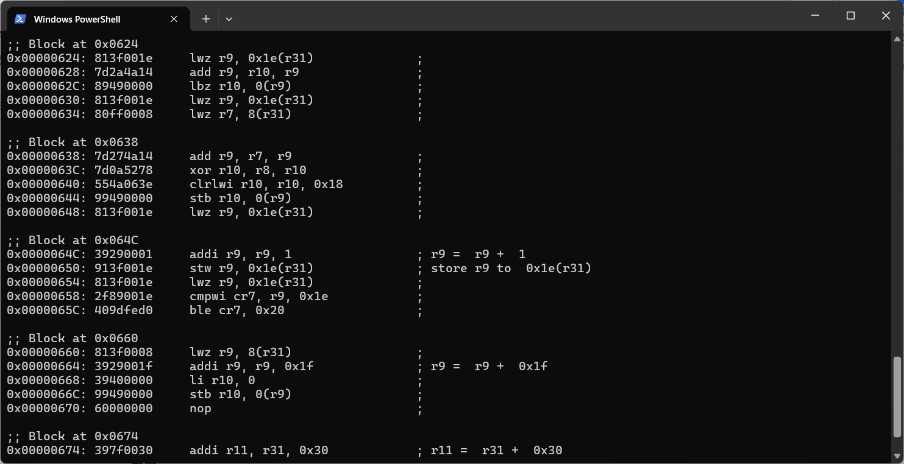 Windows PowerShell
;; Block at 0x0624
0x00000624: 813f001e lwz r9, 0x1e(r31) ;
0x00000628: 7d2a4a14 add r9, r10, r9 ;
0x0000062C: 89490000 lbz r10, 0(r9) ;
0x00000630: 813f001e lwz r9, 0x1e(r31) ;
0x00000634: 80ff0008 lwz r7, 8(r31) ;
;; Block at 0x0638
0x00000638: 7d274a14 add r9, r7, r9 ;
0x0000063C: 7d0a5278 xor r10, r8, r10 ;
0x00000640: 554a063e clrlwi r10, r10, 0x18 ;
0x00000644: 99490000 stb r10, 0(r9) ;
0x00000648: 813f001e lwz r9, 0x1e(r31) ;
;; Block at 0x064C
0x0000064C: 39290001 addi r9, r9, 1 ; r9 = r9 + 1
0x00000650: 913f001e stw r9, 0x1e(r31) ; store r9 to 0x1e(r31)
0x00000654: 813f001e lwz r9, 0x1e(r31) ;
0x00000658: 2f89001e cmpwi cr7, r9, 0x1e ;
0x0000065C: 409dfed0 ble cr7, 0x20 ;
;; Block at 0x0660
0x00000660: 813f0008 lwz r9, 8(r31) ;
0x00000664: 3929001f addi r9, r9, 0x1f ; r9 = r9 + 0x1f
0x00000668: 39400000 li r10, 0 ;
0x0000066C: 99490000 stb r10, 0(r9) ;
0x00000670: 60000000 nop ;
;; Block at 0x0674
0x00000674: 397f0030 addi r11, r31, 0x30 ; r11 = r31 + 0x30